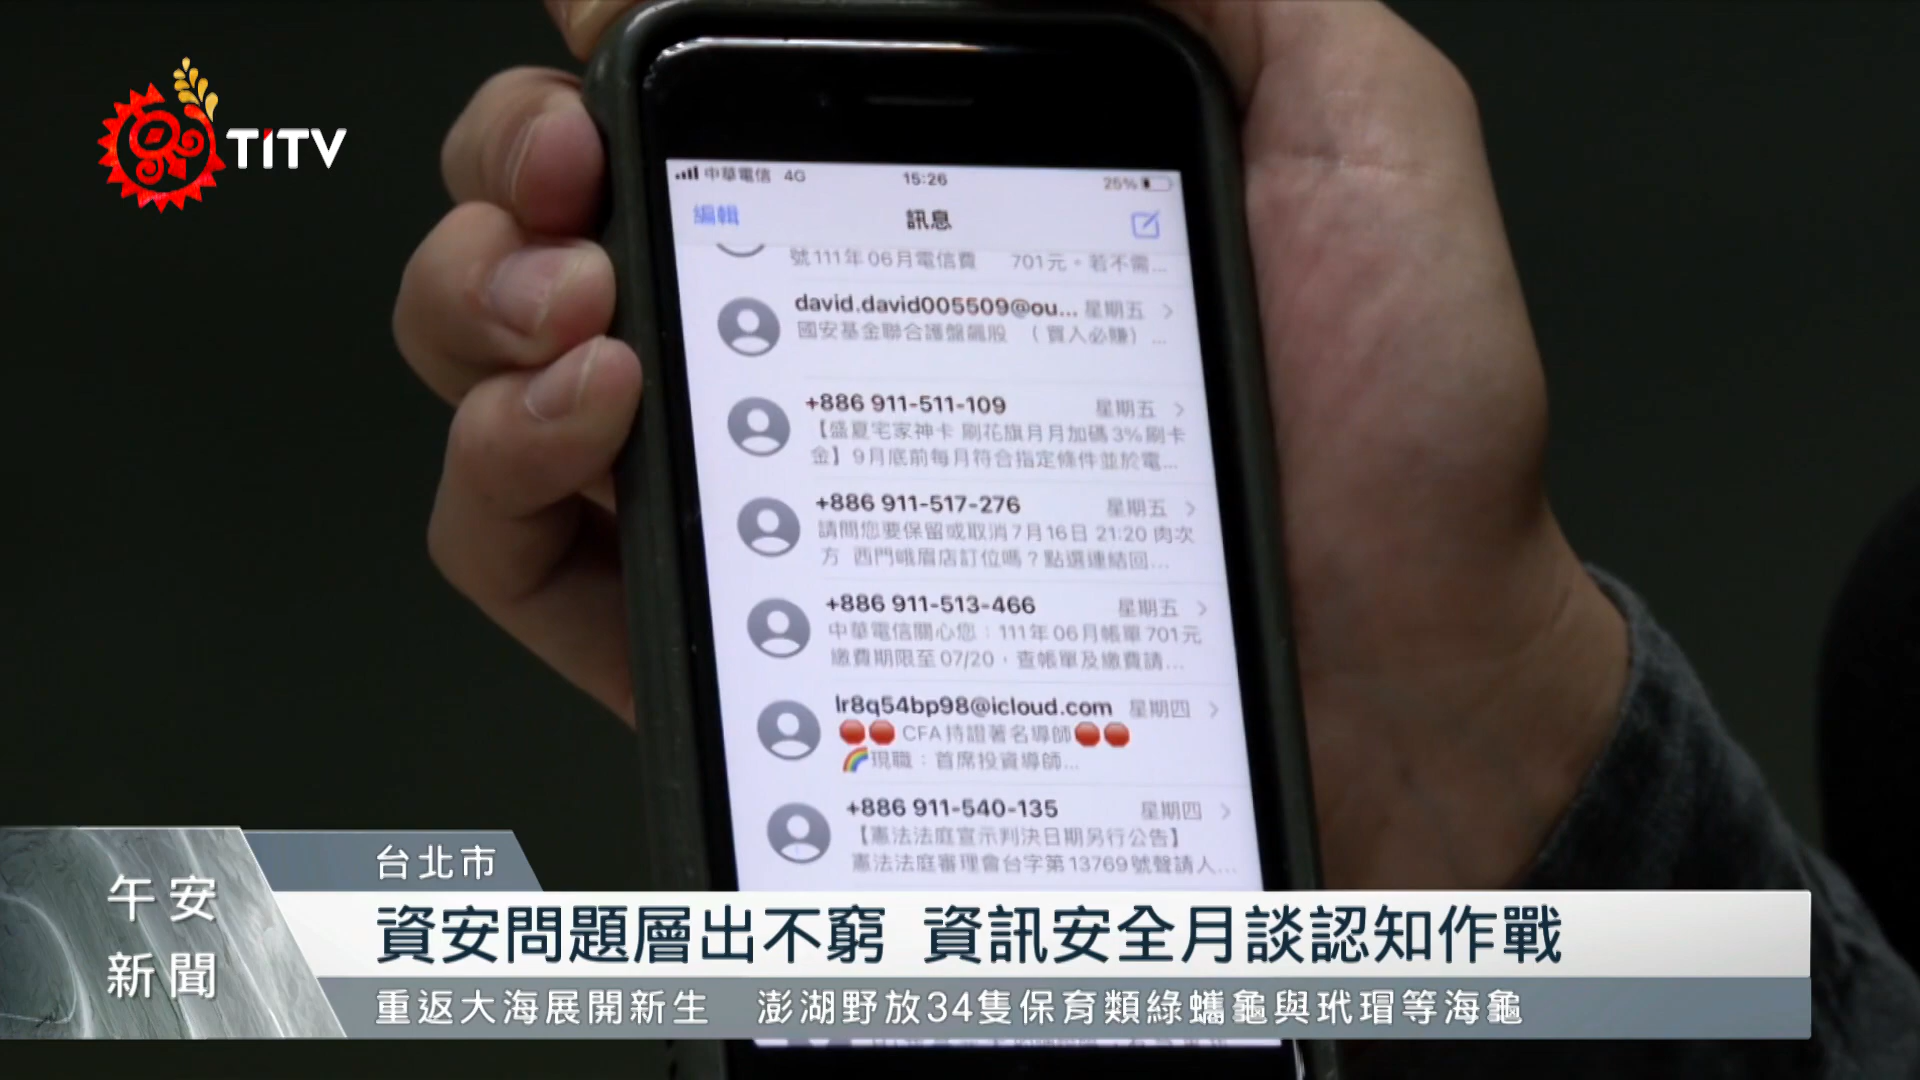 TITV
中華電信 4G 15:26 25%
編輯 訊息
號111年06月電信費 701元。若不需...
david.david005509@ou... 星期五
國安基金聯合護盤飆股 (買入必賺) ...
+886 911-511-109 星期五
【盛夏宅家神卡 刷花旗月月加碼3%刷卡
金】9月底前每月符合指定條件並於電...
+886 911-517-276 星期五
請問您要保留或取消7月16日 21:20 肉次
方 西門峨眉店訂位嗎？點選連結回...
+886 911-513-466 星期五
中華電信關心您：111年06月帳單701元
繳費期限至07/20，查帳單及繳費請...
lr8q54bp98@icloud.com 星期四
🛑🛑 CFA持證著名導師🛑🛑
🌈現職：首席投資導師...
+886 911-540-135 星期四
【憲法法庭宣示判決日期另行公告】
憲法法庭審理會台字第13769號聲請人...
台北市
午安
新聞
資安問題層出不窮 資訊安全月談認知作戰
重返大海展開新生 澎湖野放34隻保育類綠蠵龜與玳瑁等海龜